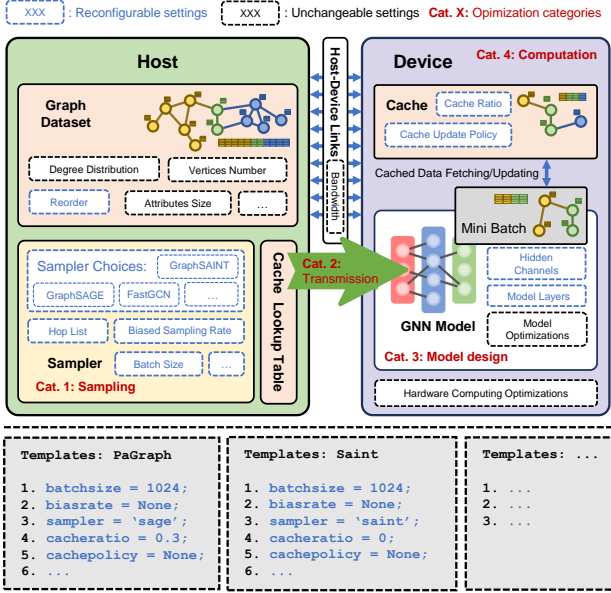 XXX : Reconfigurable settings XXX : Unchangeable settings Cat. X: Opimization categories
Host
Graph
Dataset
Degree Distribution
Vertices Number
Reorder
Attributes Size
...
Sampler Choices:
GraphSAINT
GraphSAGE
FastGCN
...
Hop List
Biased Sampling Rate
Sampler
Batch Size
...
Cat. 1: Sampling
Cache Lookup Table
Host-Device Links
Bandwidth
Cat. 2:
Transmission
Device
Cat. 4: Computation
Cache
Cache Ratio
Cache Update Policy
Cached Data Fetching/Updating
Mini Batch
Hidden
Channels
Model Layers
GNN Model
Model
Optimizations
Cat. 3: Model design
Hardware Computing Optimizations
Templates: PaGraph
1. batchsize = 1024;
2. biasrate = None;
3. sampler = ‘sage’;
4. cacheratio = 0.3;
5. cachepolicy = None;
6. ...
Templates: Saint
1. batchsize = 1024;
2. biasrate = None;
3. sampler = ‘saint’;
4. cacheratio = 0;
5. cachepolicy = None;
6. ...
Templates: ...
1. ...
2. ...
3. ...